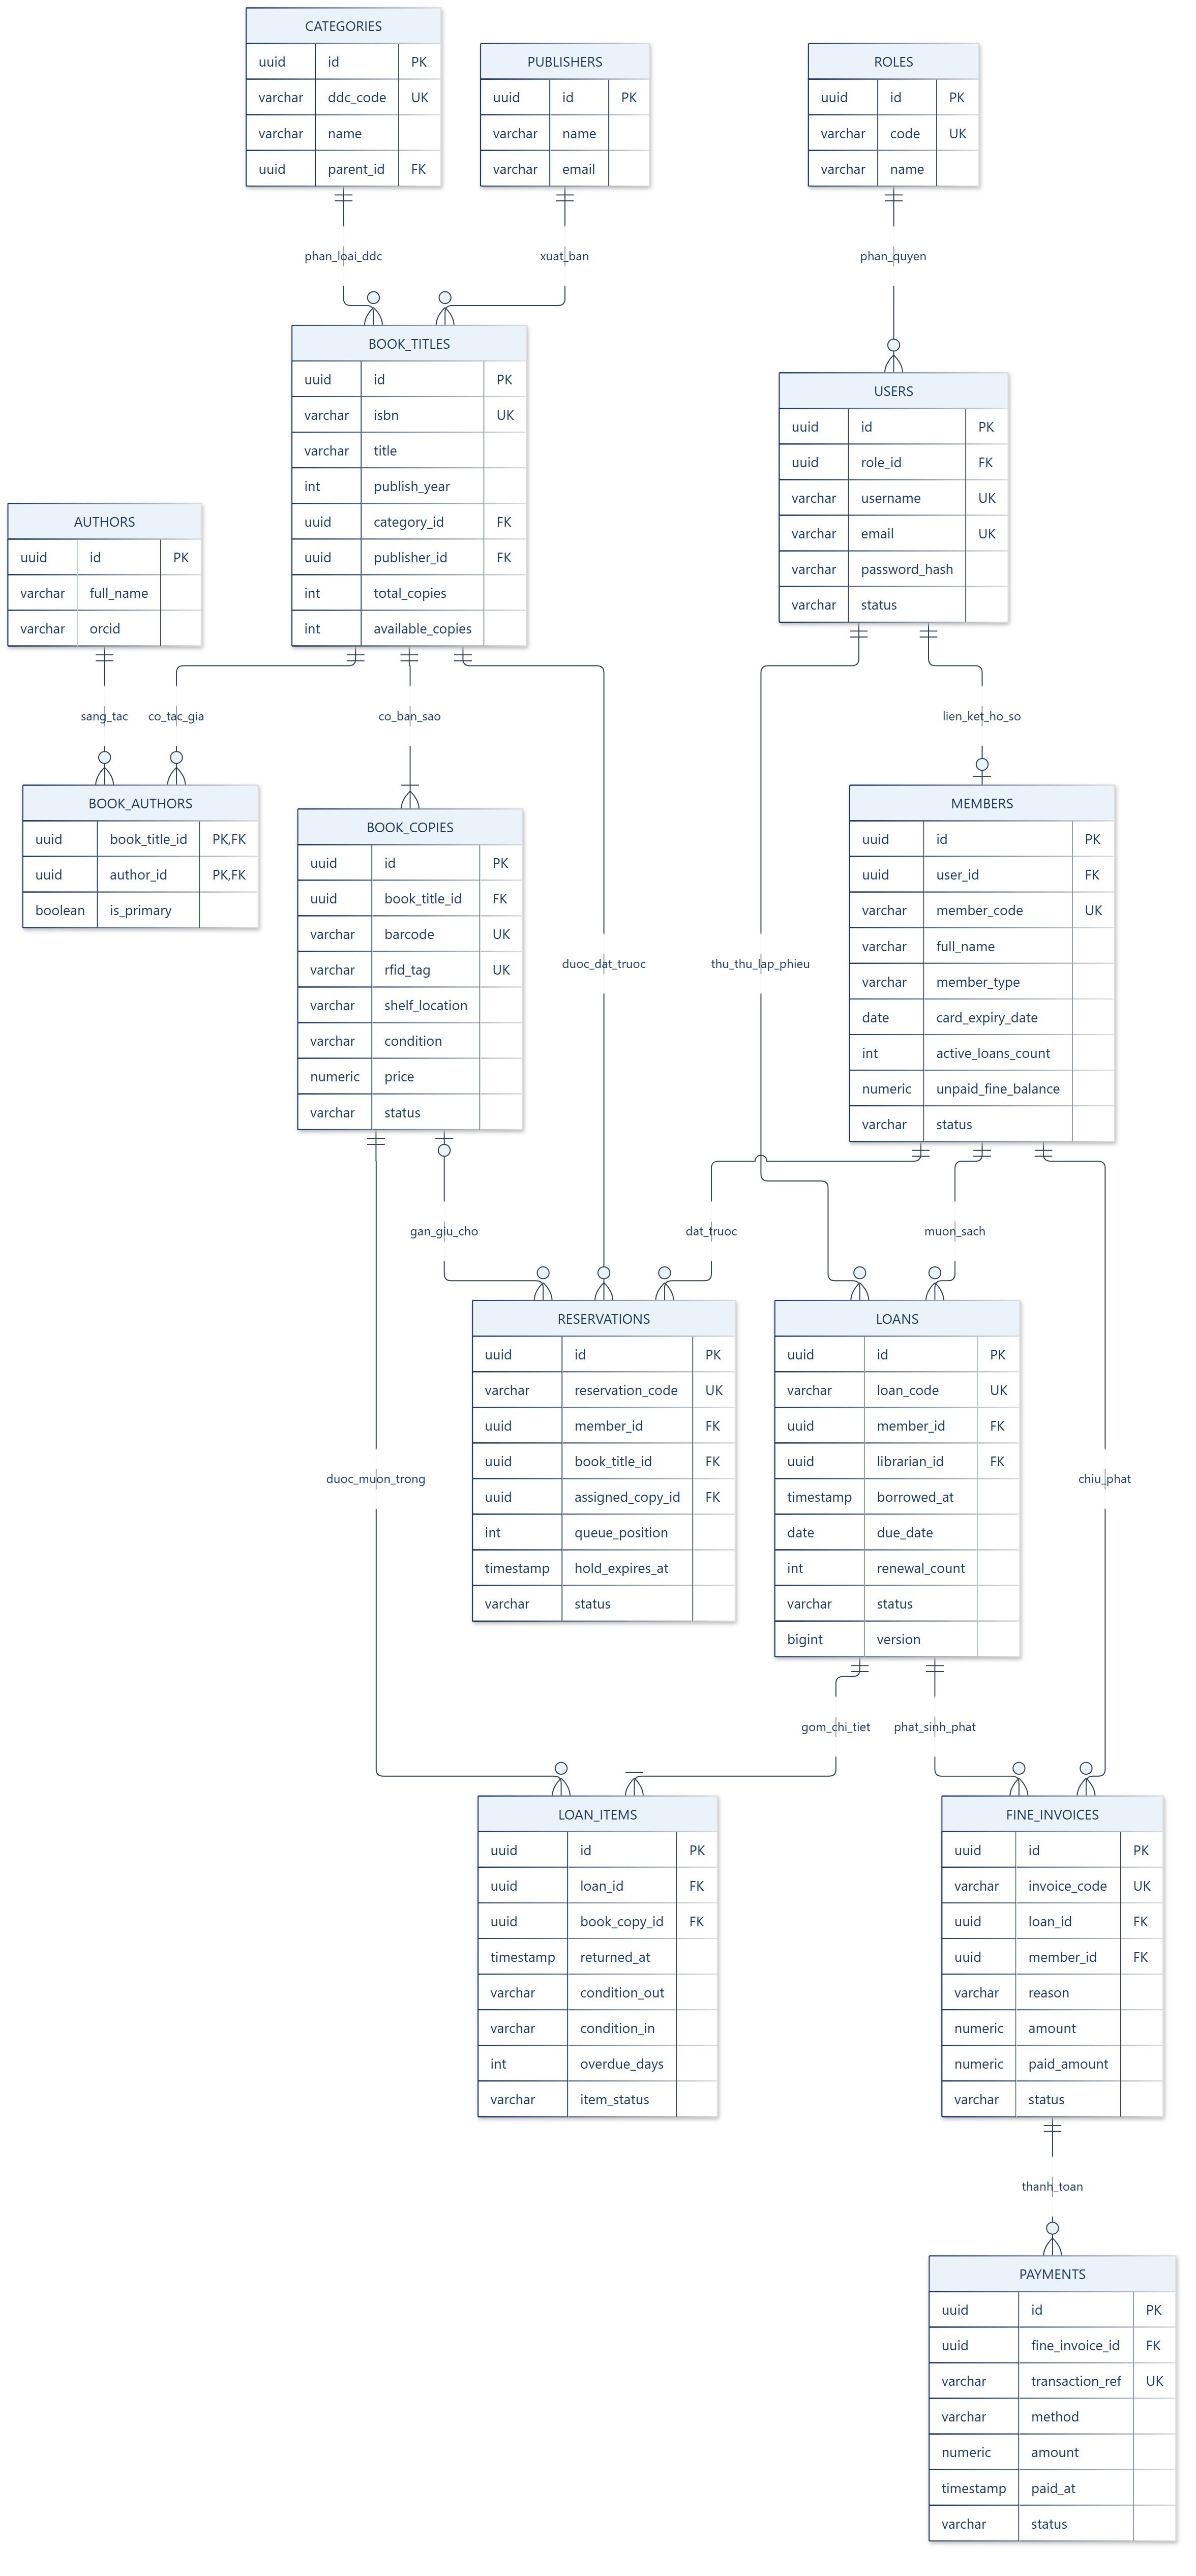 CATEGORIES
uuid id PK
varchar ddc_code UK
varchar name
uuid parent_id FK
PUBLISHERS
uuid id PK
varchar name
varchar email
ROLES
uuid id PK
varchar code UK
varchar name
phan_loai_ddc
xuat_ban
phan_quyen
BOOK_TITLES
uuid id PK
varchar isbn UK
varchar title
int publish_year
uuid category_id FK
uuid publisher_id FK
int total_copies
int available_copies
USERS
uuid id PK
uuid role_id FK
varchar username UK
varchar email UK
varchar password_hash
varchar status
AUTHORS
uuid id PK
varchar full_name
varchar orcid
sang_tac
co_tac_gia
co_ban_sao
lien_ket_ho_so
BOOK_AUTHORS
uuid book_title_id PK,FK
uuid author_id PK,FK
boolean is_primary
BOOK_COPIES
uuid id PK
uuid book_title_id FK
varchar barcode UK
varchar rfid_tag UK
varchar shelf_location
varchar condition
numeric price
varchar status
duoc_dat_truoc
thu_thu_lap_phieu
MEMBERS
uuid id PK
uuid user_id FK
varchar member_code UK
varchar full_name
varchar member_type
date card_expiry_date
int active_loans_count
numeric unpaid_fine_balance
varchar status
gan_giu_cho
dat_truoc
muon_sach
RESERVATIONS
uuid id PK
varchar reservation_code UK
uuid member_id FK
uuid book_title_id FK
uuid assigned_copy_id FK
int queue_position
timestamp hold_expires_at
varchar status
LOANS
uuid id PK
varchar loan_code UK
uuid member_id FK
uuid librarian_id FK
timestamp borrowed_at
date due_date
int renewal_count
varchar status
bigint version
duoc_muon_trong
chiu_phat
gom_chi_tiet
phat_sinh_phat
LOAN_ITEMS
uuid id PK
uuid loan_id FK
uuid book_copy_id FK
timestamp returned_at
varchar condition_out
varchar condition_in
int overdue_days
varchar item_status
FINE_INVOICES
uuid id PK
varchar invoice_code UK
uuid loan_id FK
uuid member_id FK
varchar reason
numeric amount
numeric paid_amount
varchar status
thanh_toan
PAYMENTS
uuid id PK
uuid fine_invoice_id FK
varchar transaction_ref UK
varchar method
numeric amount
timestamp paid_at
varchar status